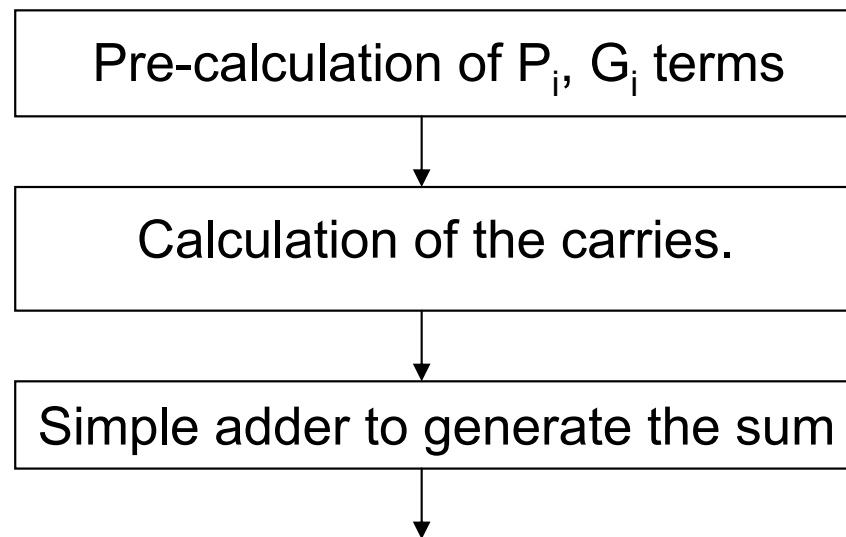 Pre-calculation of Pᵢ, Gᵢ terms
Calculation of the carries.
Simple adder to generate the sum